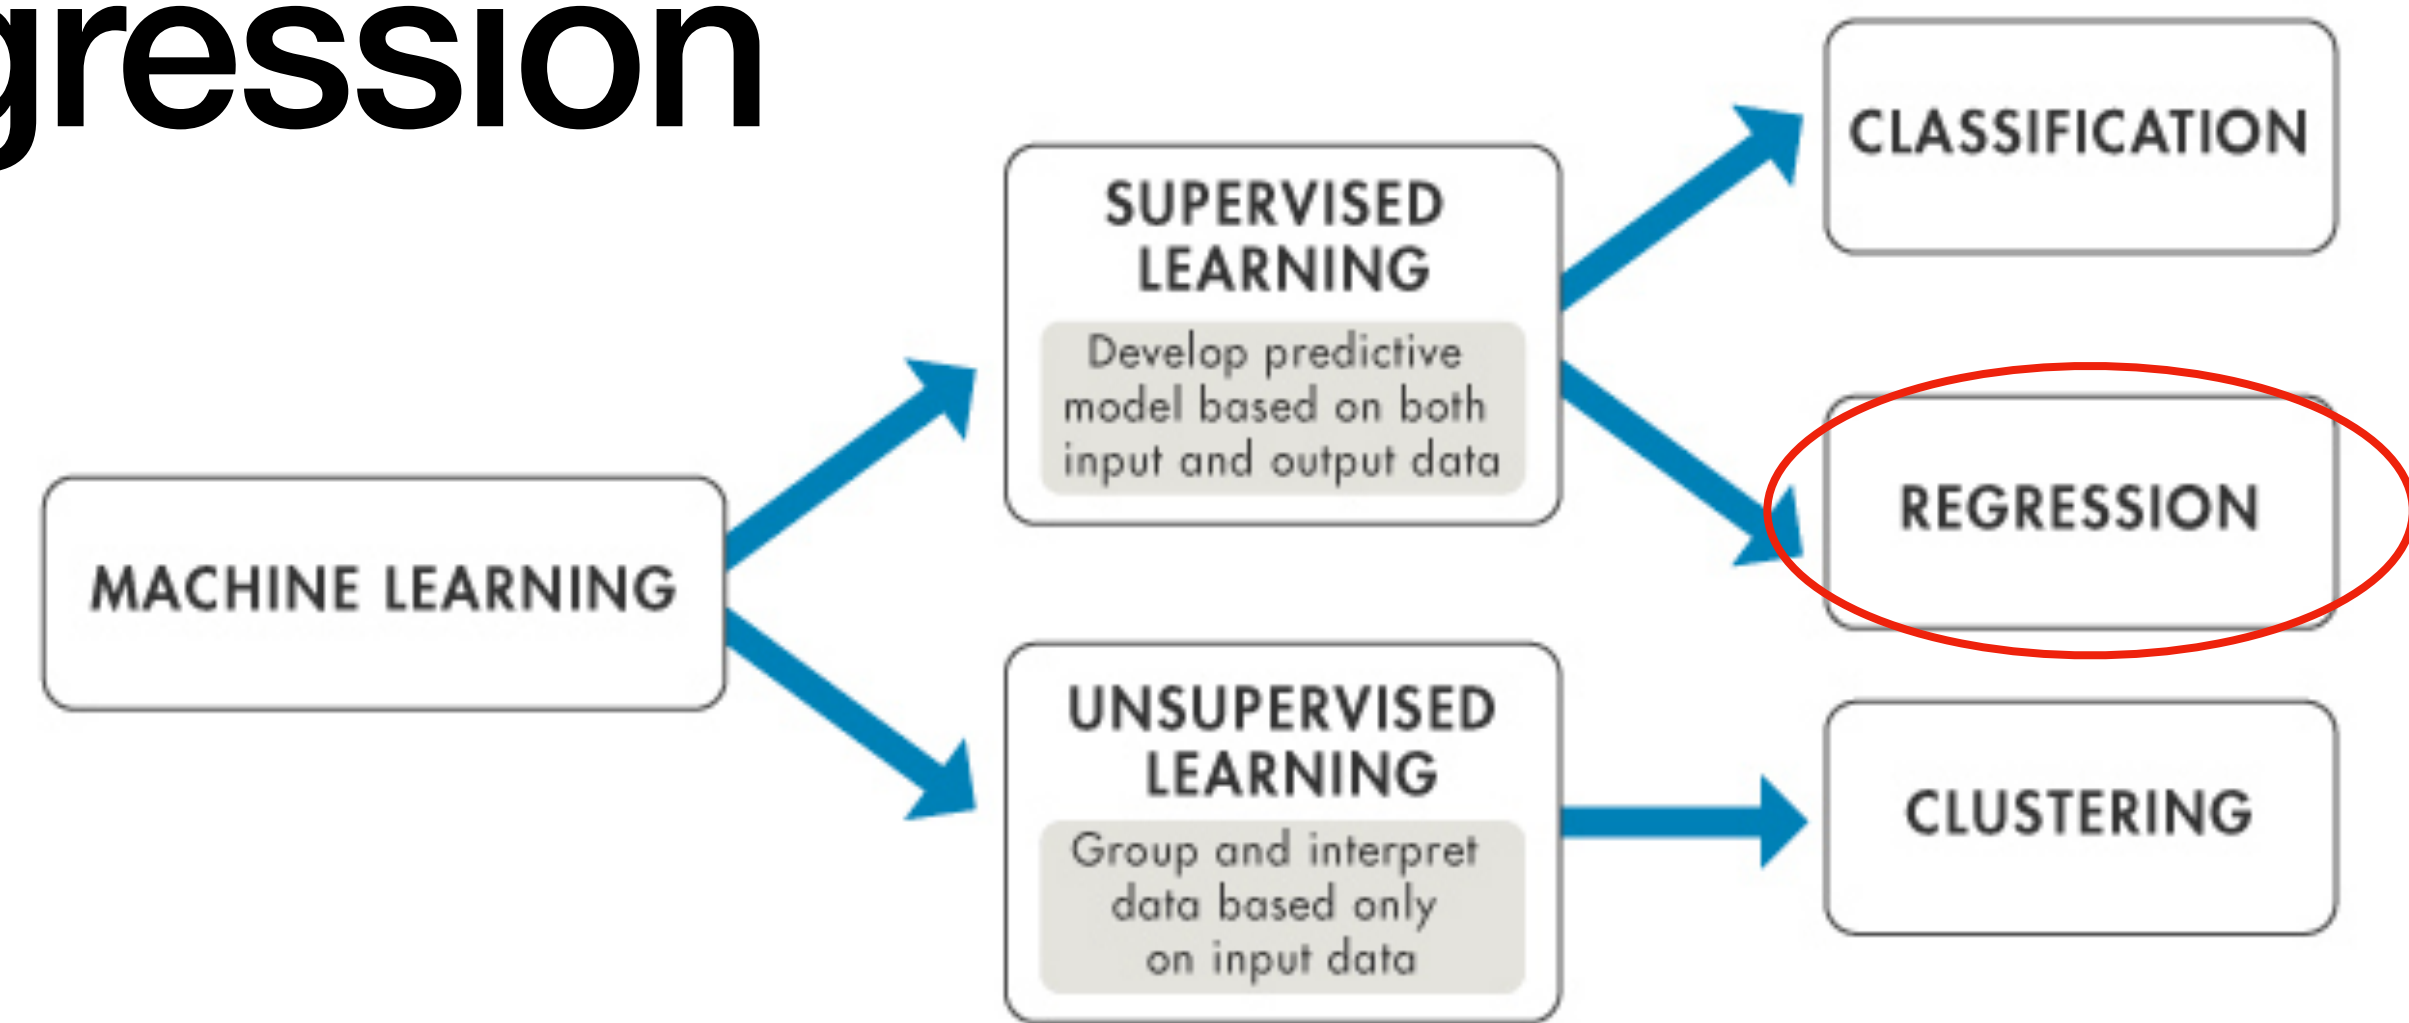 gression
CLASSIFICATION
SUPERVISED
LEARNING
Develop predictive
model based on both
input and output data
REGRESSION
MACHINE LEARNING
UNSUPERVISED
LEARNING
Group and interpret
data based only
on input data
CLUSTERING